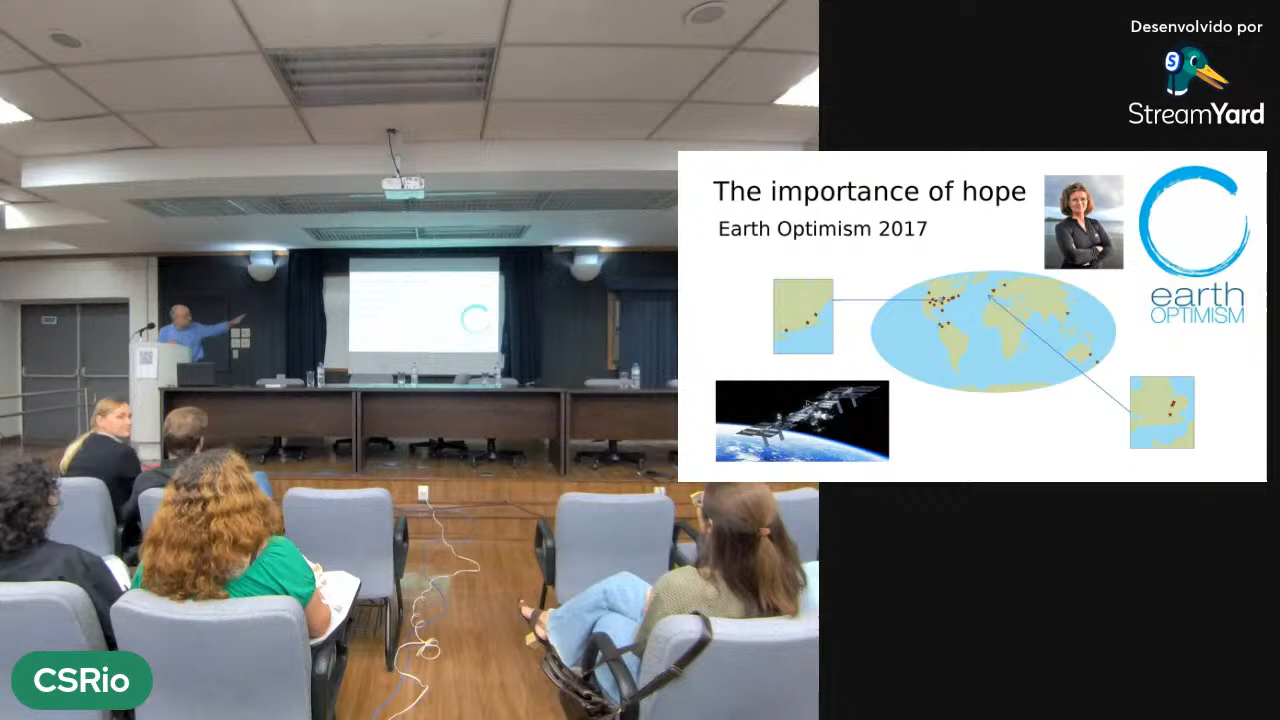 Desenvolvido por
S
StreamYard
The importance of hope
Earth Optimism 2017
earth
OPTIMISM
CSRio